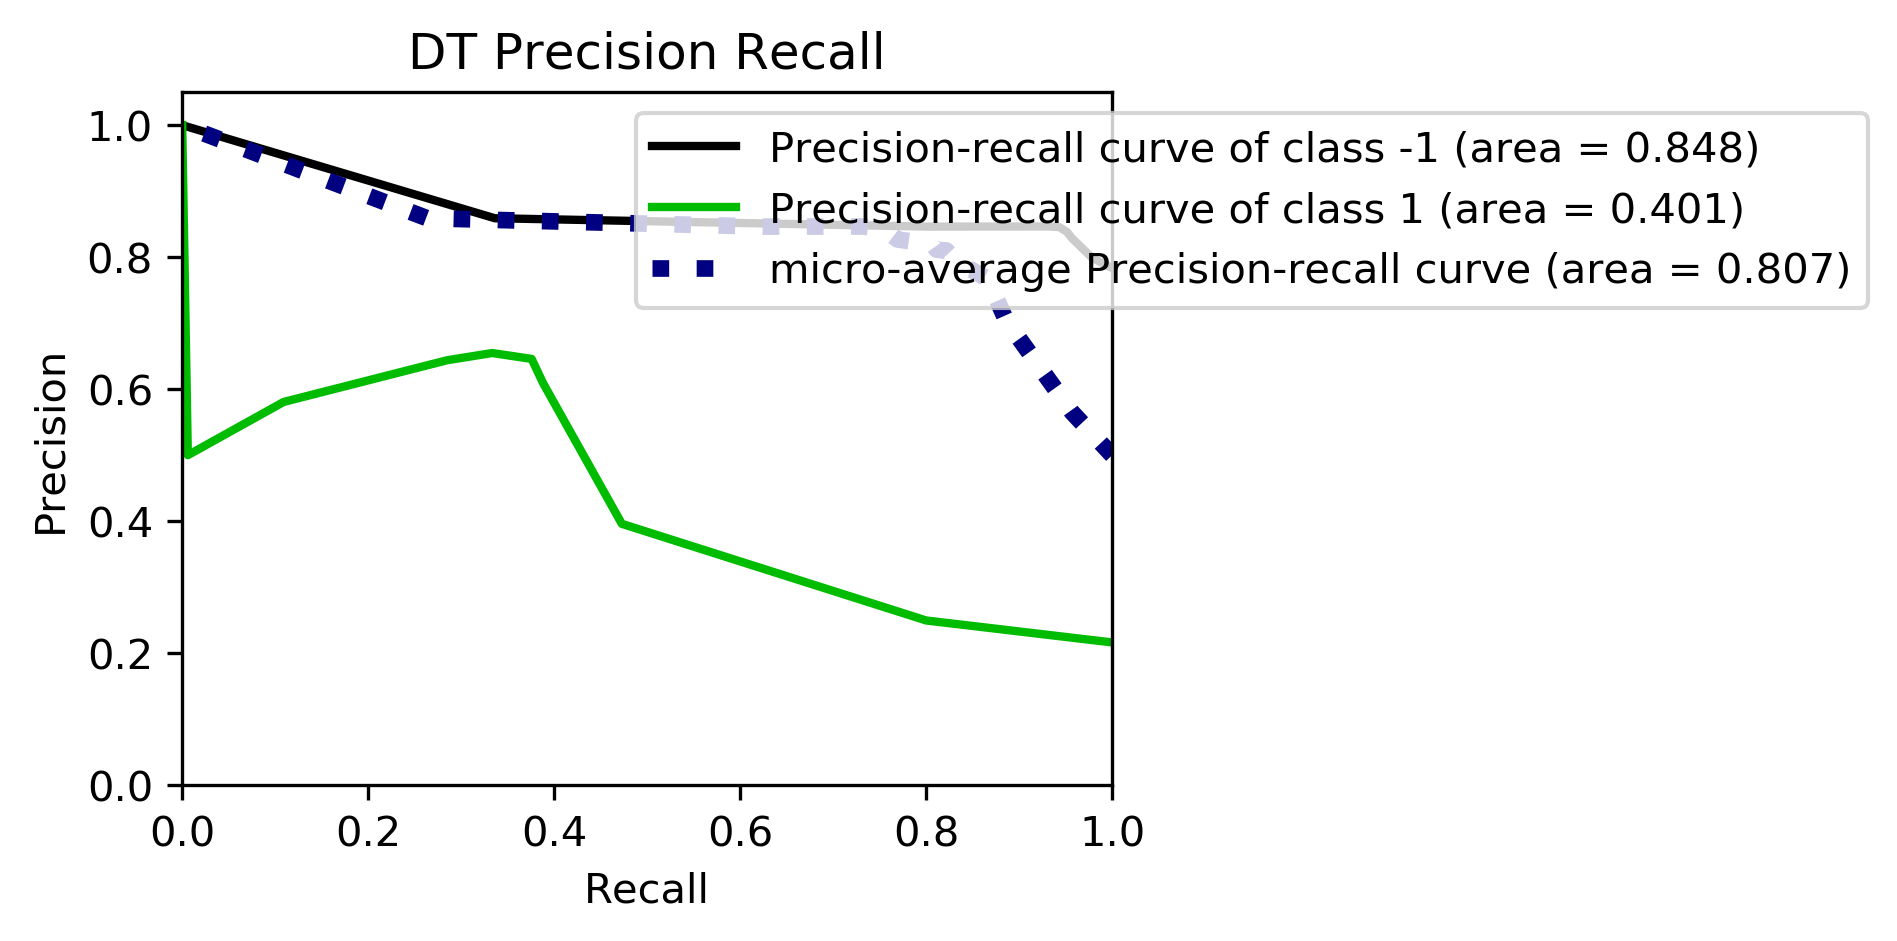 DT Precision Recall
Precision-recall curve of class -1 (area = 0.848)
Precision-recall curve of class 1 (area = 0.401)
micro-average Precision-recall curve (area = 0.807)
Precision
1.0
0.8
0.6
0.4
0.2
0.0
0.0 0.2 0.4 0.6 0.8 1.0
Recall